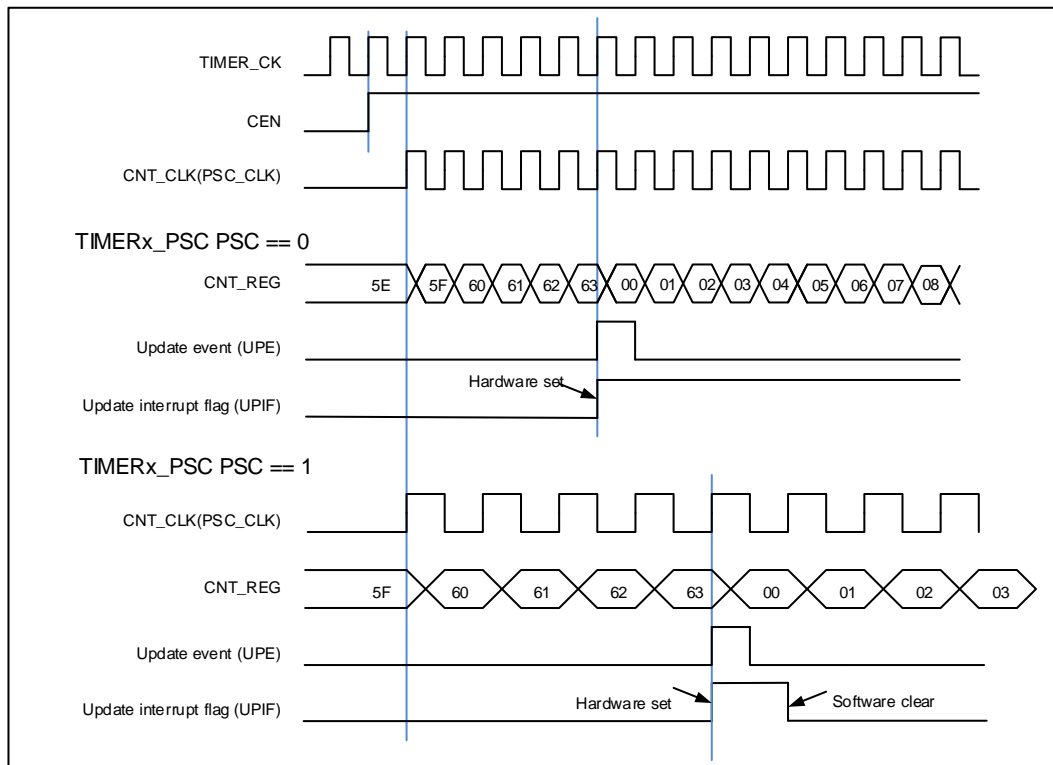 TIMER_CK
CEN
CNT_CLK(PSC_CLK)
TIMERx_PSC PSC == 0
CNT_REG 5E 5F 60 61 62 63 00 01 02 03 04 05 06 07 08
Update event (UPE)
Hardware set
Update interrupt flag (UPIF)
TIMERx_PSC PSC == 1
CNT_CLK(PSC_CLK)
CNT_REG 5F 60 61 62 63 00 01 02 03
Update event (UPE)
Hardware set Software clear
Update interrupt flag (UPIF)